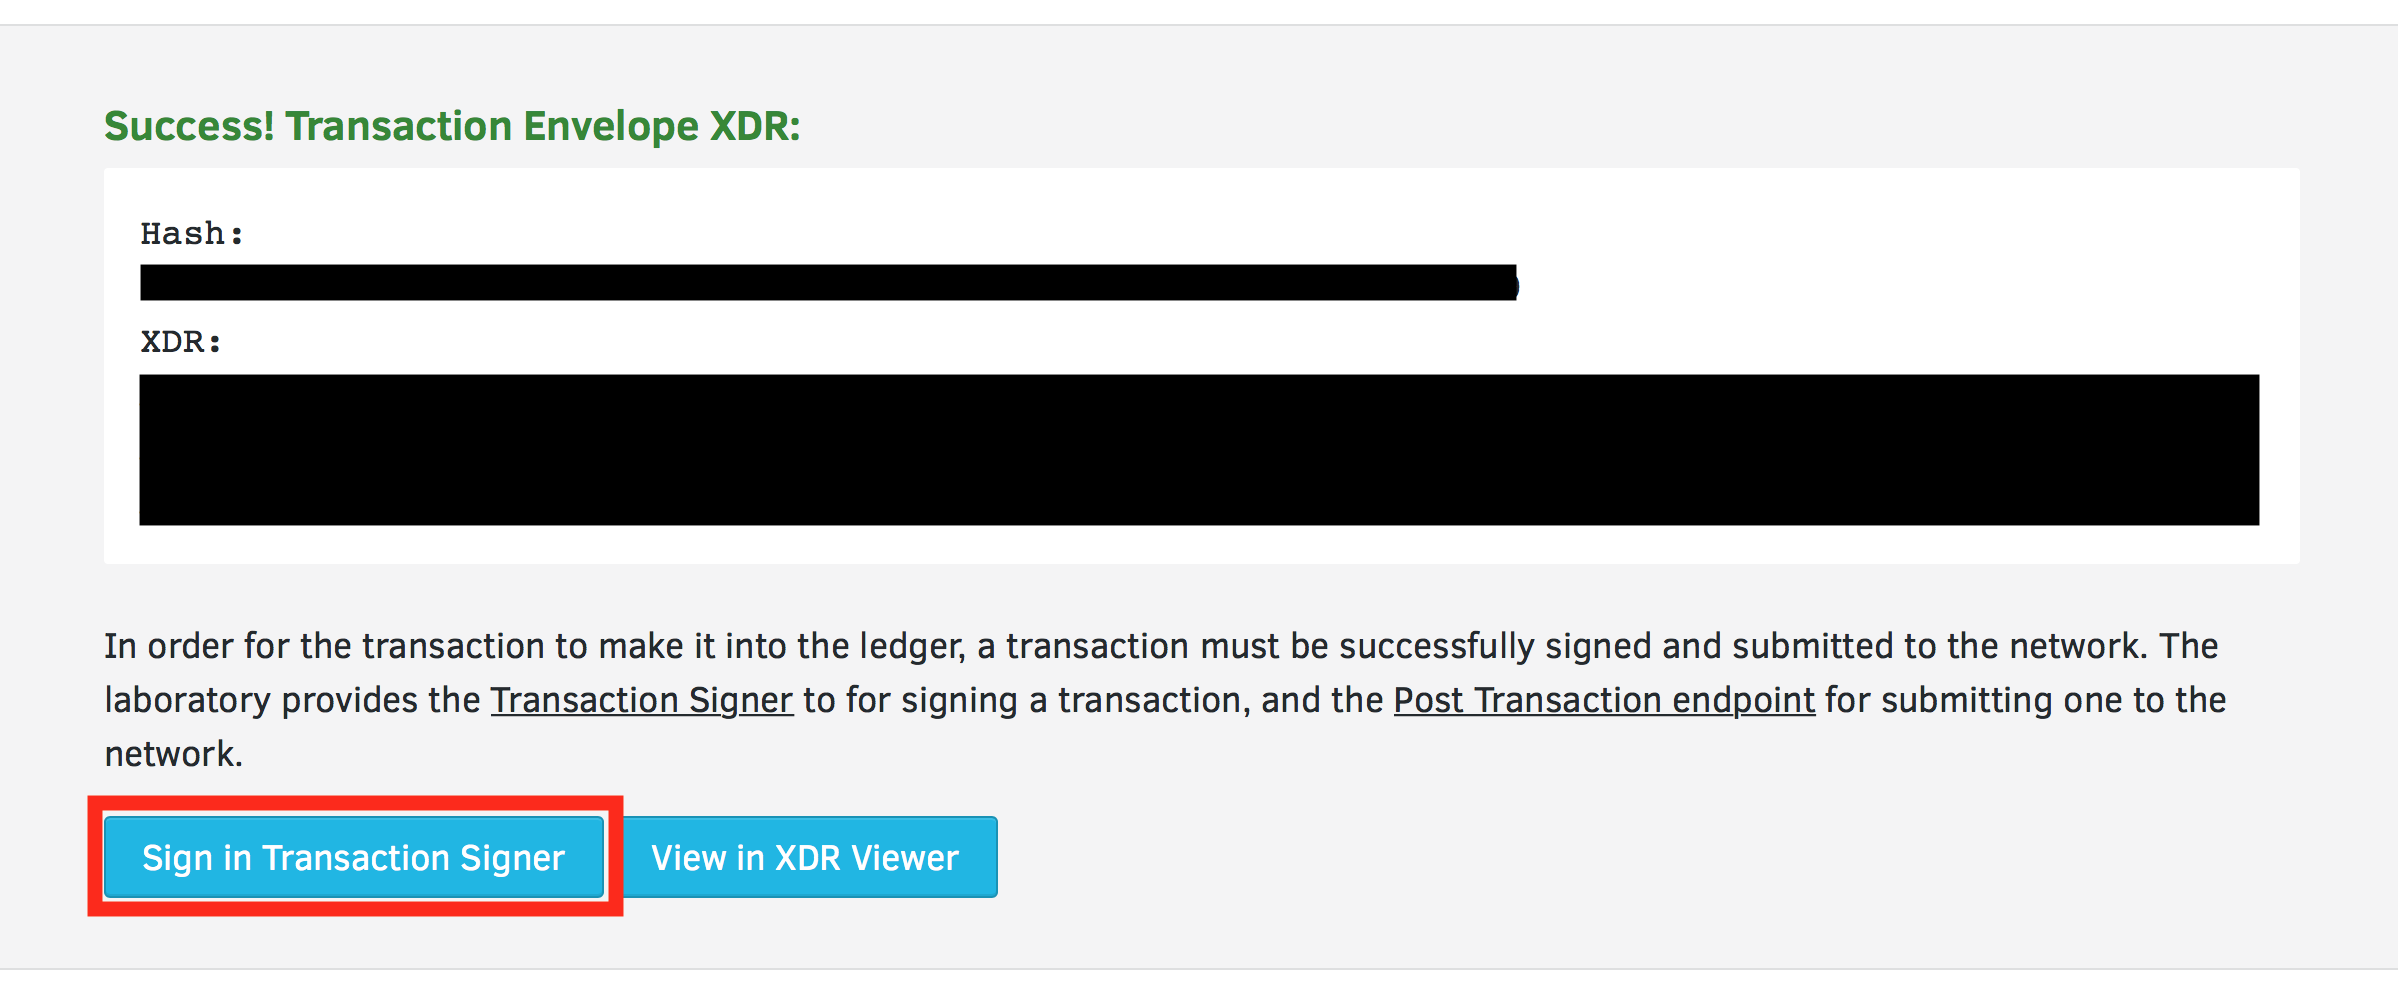 Success! Transaction Envelope XDR:
Hash:
XDR:
In order for the transaction to make it into the ledger, a transaction must be successfully signed and submitted to the network. The
laboratory provides the Transaction Signer to for signing a transaction, and the Post Transaction endpoint for submitting one to the
network.
Sign in Transaction Signer
View in XDR Viewer